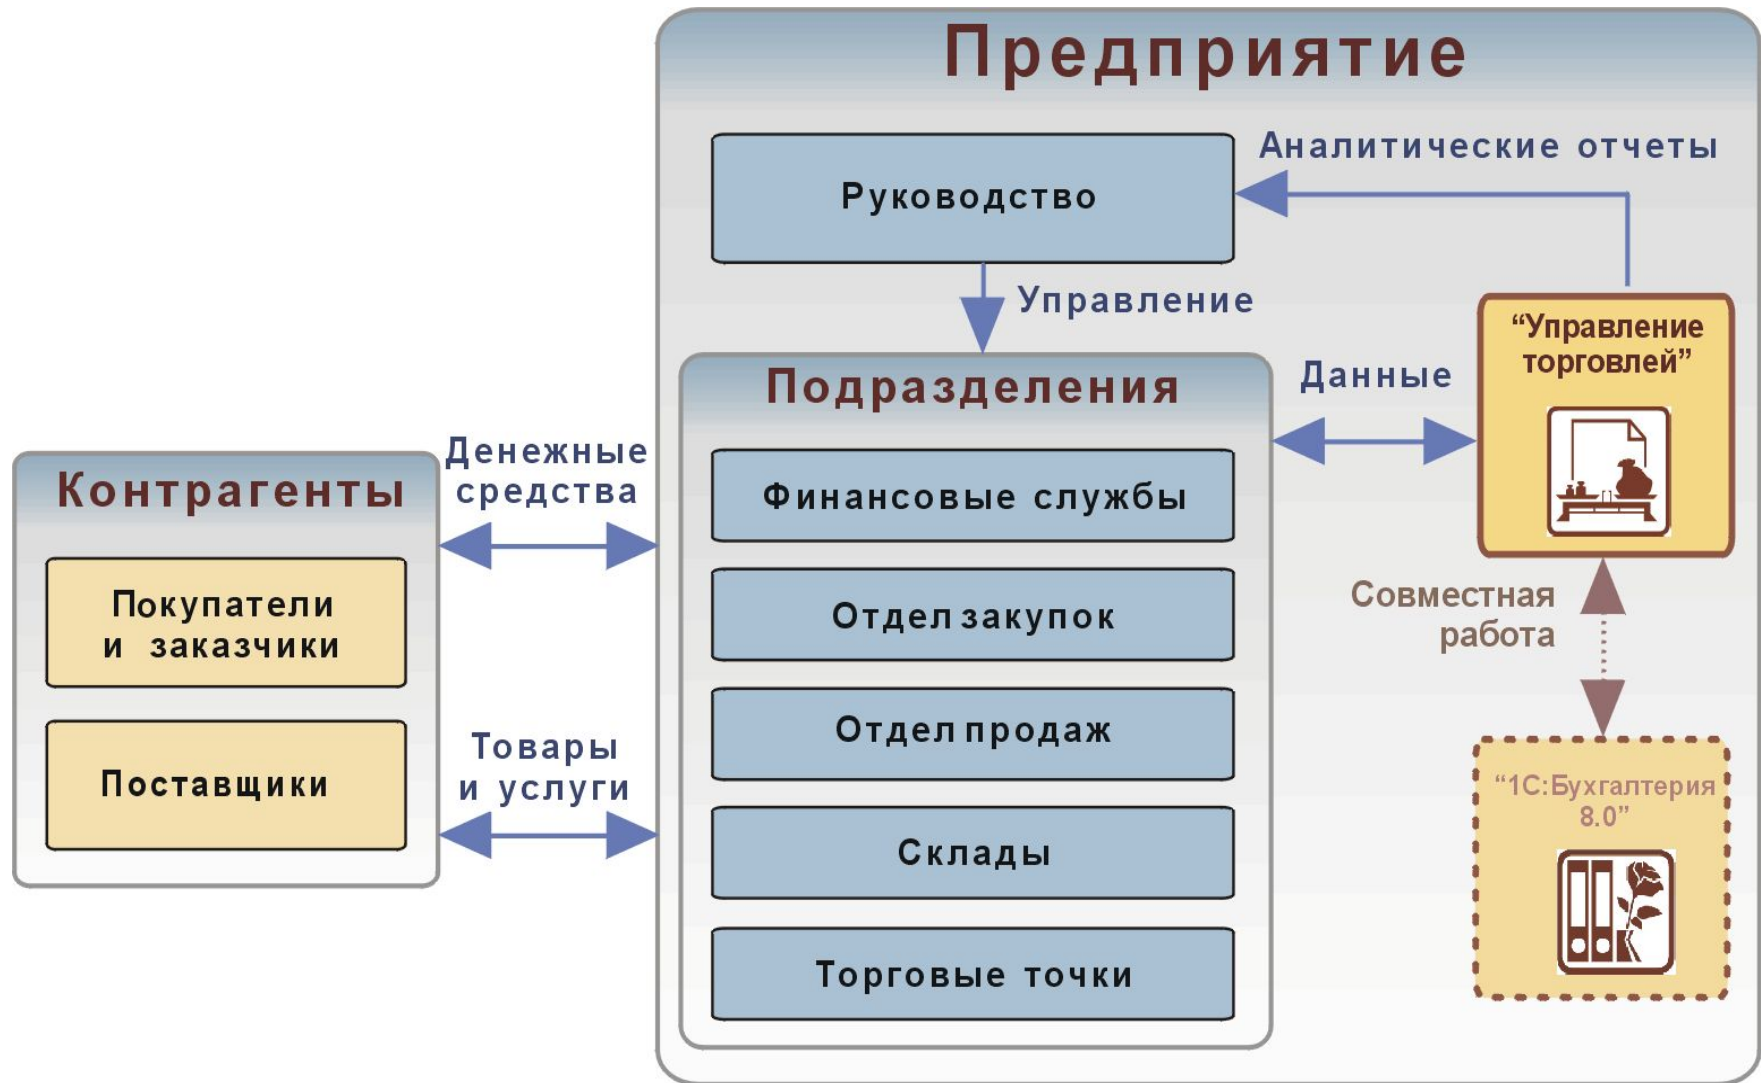 Предприятие
Аналитические отчеты
Руководство
Управление
“Управление
торговлей”
Данные
Подразделения
Финансовые службы
Отдел закупок
Отдел продаж
Склады
Торговые точки
Денежные
средства
Контрагенты
Покупатели
и заказчики
Поставщики
Товары
и услуги
Совместная
работа
“1С:Бухгалтерия
8.0”